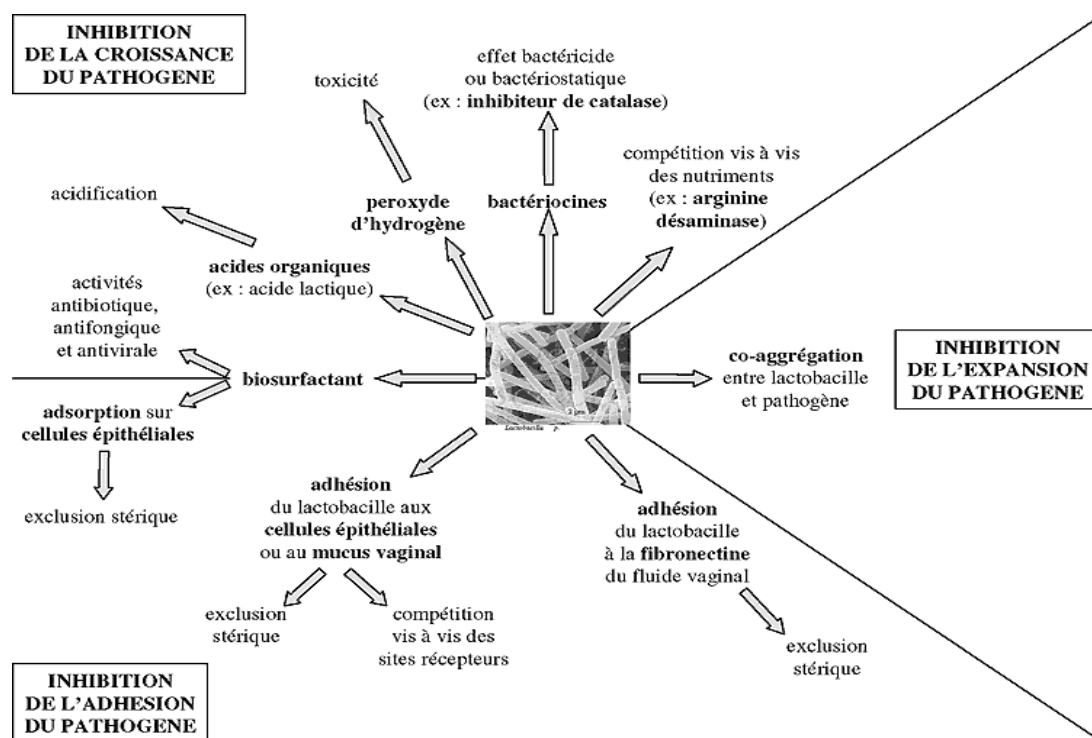 INHIBITION
DE LA CROISSANCE
DU PATHOGENE
toxicité
effet bactéricide
ou bactériostatique
(ex : inhibiteur de catalase)
compétition vis à vis
des nutriments
(ex : arginine
désaminase)
acidification
peroxyde
d'hydrogène
bactériocines
acides organiques
(ex : acide lactique)
activités
antibiotique,
antifongique
et antivirale
biosurfactant
adsorption sur
cellules épithéliales
exclusion stérique
co-aggrégation
entre lactobacille
et pathogène
INHIBITION
DE L'EXPANSION
DU PATHOGENE
adhésion
du lactobacille aux
cellules épithéliales
ou au mucus vaginal
exclusion
stérique
compétition
vis à vis des
sites récepteurs
adhésion
du lactobacille
à la fibronectine
du fluide vaginal
exclusion
stérique
INHIBITION
DE L'ADHESION
DU PATHOGENE